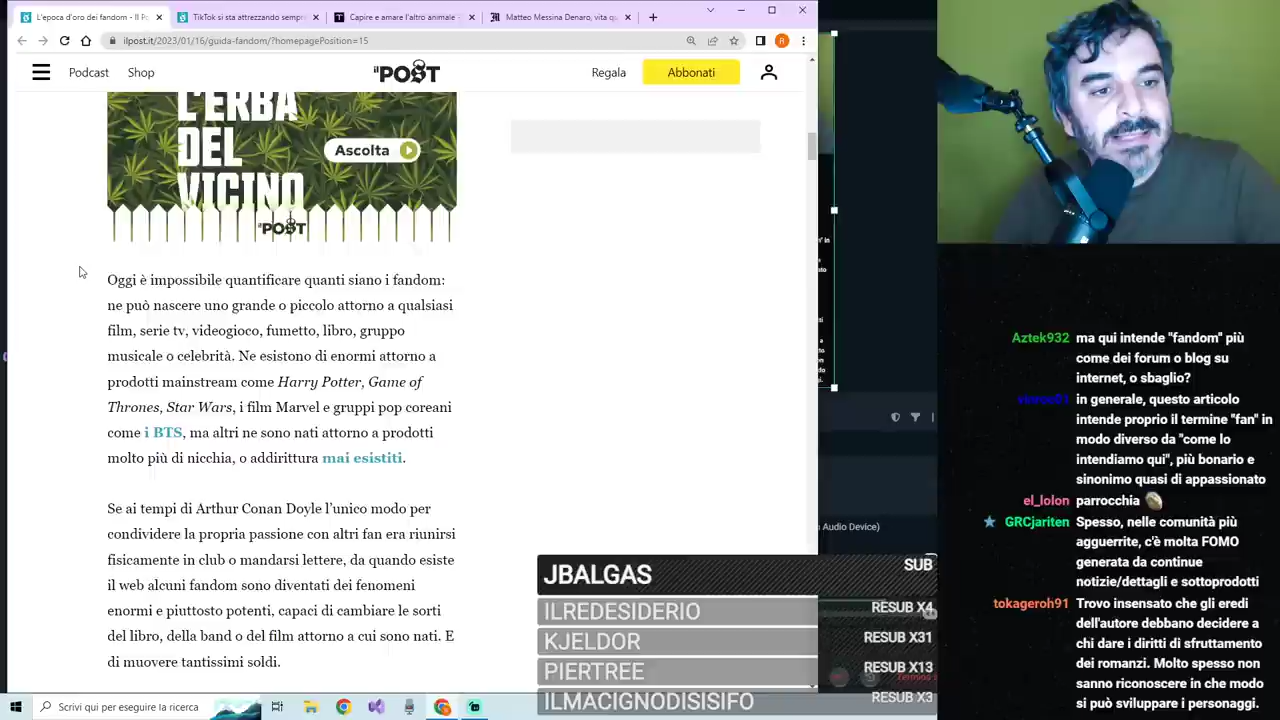 L'epoca d'oro dei fandom - Il P
TikTok si sta attrezzando sempre
Capire e amare l'altro animale -
Matteo Messina Denaro, vita qu
ilpost.it/2023/01/16/guida-fandom/?homepagePosition=15
Podcast
Shop
IL POST
Regala
Abbonati
L'ERBA
DEL
VICINO
Ascolta
IL POST
Oggi è impossibile quantificare quanti siano i fandom:
ne può nascere uno grande o piccolo attorno a qualsiasi
film, serie tv, videogioco, fumetto, libro, gruppo
musicale o celebrità. Ne esistono di enormi attorno a
prodotti mainstream come Harry Potter, Game of
Thrones, Star Wars, i film Marvel e gruppi pop coreani
come i BTS, ma altri ne sono nati attorno a prodotti
molto più di nicchia, o addirittura mai esistiti.
Se ai tempi di Arthur Conan Doyle l'unico modo per
condividere la propria passione con altri fan era riunirsi
fisicamente in club o mandarsi lettere, da quando esiste
il web alcuni fandom sono diventati dei fenomeni
enormi e piuttosto potenti, capaci di cambiare le sorti
del libro, della band o del film attorno a cui sono nati. E
di muovere tantissimi soldi.
Audio Device)
JBALGAS SUB
ILREDESIDERIO RESUB X4
KJELDOR RESUB X31
PIERTREE RESUB X13
ILMACIGNODISISIFO RESUB X3
Aztek932 ma qui intende "fandom" più
come dei forum o blog su
internet, o sbaglio?
in generale, questo articolo
intende proprio il termine "fan" in
modo diverso da "come lo
intendiamo qui", più bonario e
sinonimo quasi di appassionato
el_lolon parrocchia
GRCjariten Spesso, nelle comunità più
agguerrite, c'è molta FOMO
generata da continue
notizie/dettagli e sottoprodotti
tokageroh91 Trovo insensato che gli eredi
dell'autore debbano decidere a
chi dare i diritti di sfruttamento
dei romanzi. Molto spesso non
sanno riconoscere in che modo
si può sviluppare i personaggi.
Scrivi qui per eseguire la ricerca